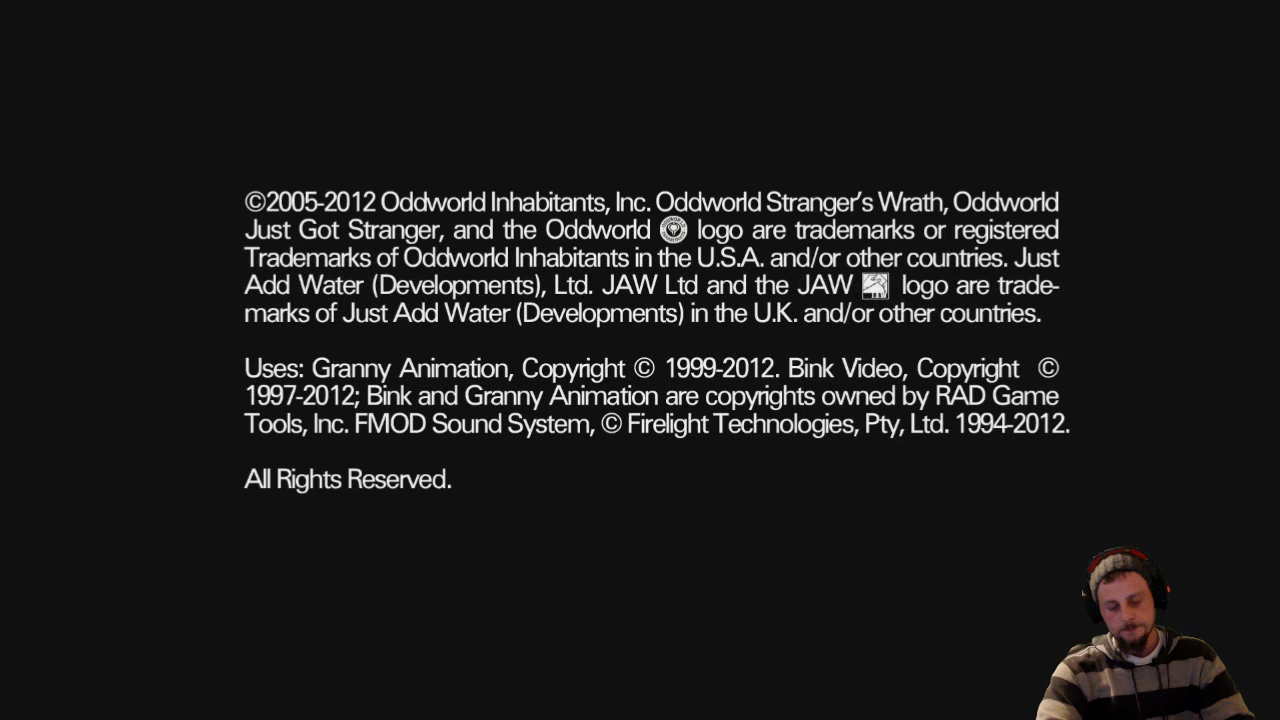 ©2005-2012 Oddworld Inhabitants, Inc. Oddworld Stranger's Wrath, Oddworld
Just Got Stranger, and the Oddworld logo are trademarks or registered
Trademarks of Oddworld Inhabitants in the U.S.A. and/or other countries. Just
Add Water (Developments), Ltd. JAW Ltd and the JAW JAW logo are trade-
marks of Just Add Water (Developments) in the U.K. and/or other countries.
Uses: Granny Animation, Copyright © 1999-2012. Bink Video, Copyright ©
1997-2012; Bink and Granny Animation are copyrights owned by RAD Game
Tools, Inc. FMOD Sound System, © Firelight Technologies, Pty, Ltd. 1994-2012.
All Rights Reserved.